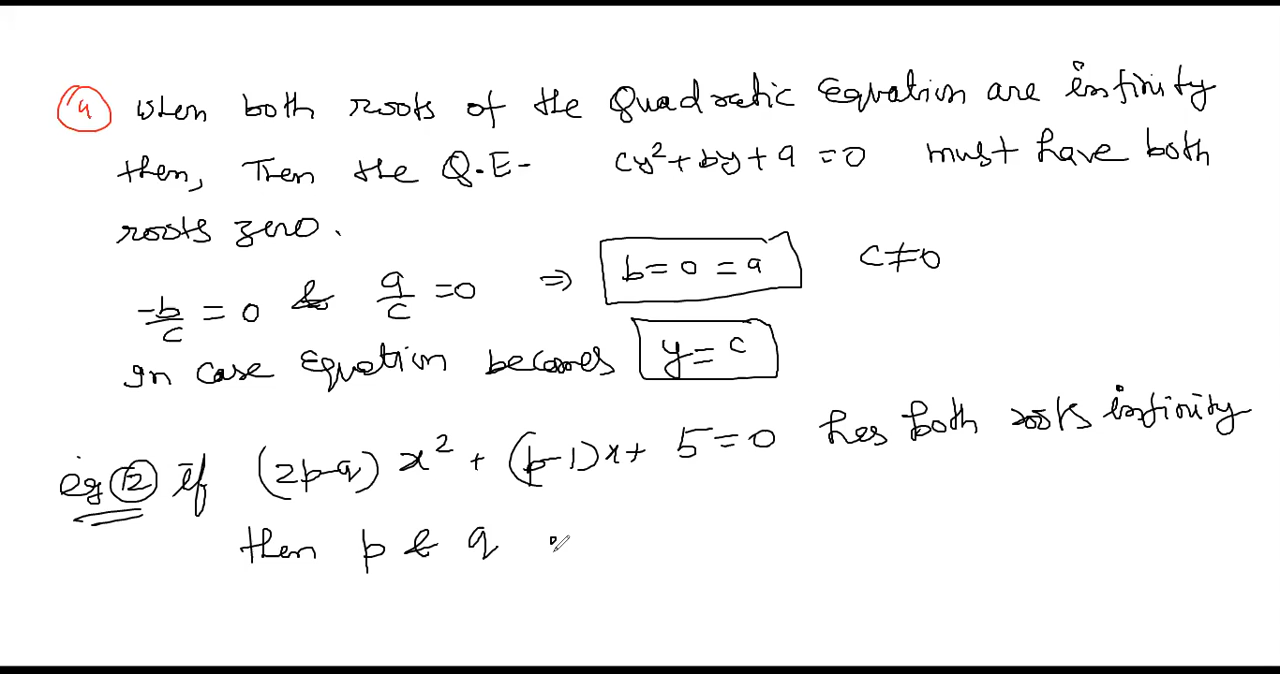 4 When both roots of the Quadratic Equation are infinity
then, Then the Q.E- cy²+by+a=0 must have both
roots zero.
-b/c = 0 & a/c =0 ⇒ b=0=a c≠0
In case Equation becomes y=c
eg 12 if (2p-q)x² + (p-1)x+ 5=0 has both roots infinity
then p & q